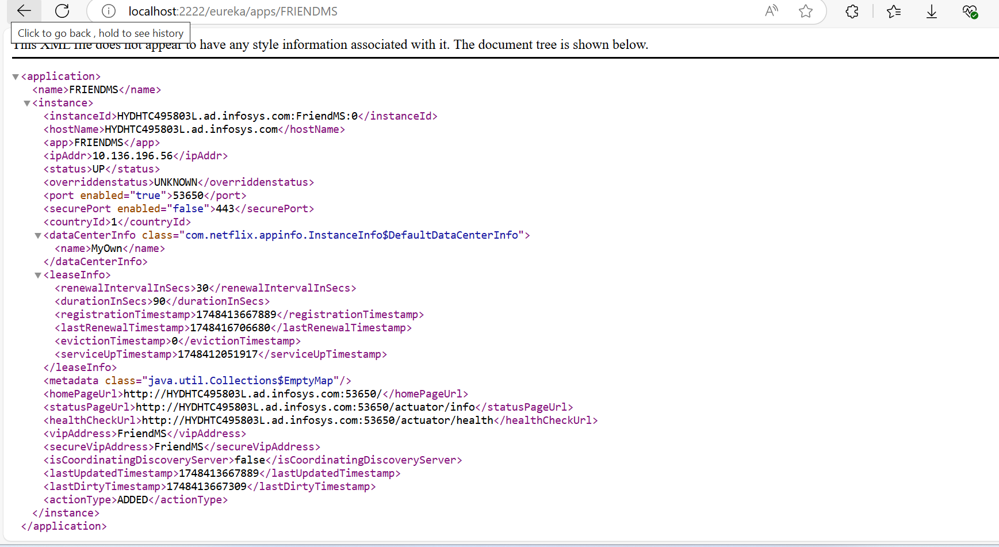 localhost:2222/eureka/apps/FRIENDMS
Click to go back , hold to see history
This XML file does not appear to have any style information associated with it. The document tree is shown below.
▼<application>
<name>FRIENDMS</name>
▼<instance>
<instanceId>HYDHTC495803L.ad.infosys.com:FriendMS:0</instanceId>
<hostName>HYDHTC495803L.ad.infosys.com</hostName>
<app>FRIENDMS</app>
<ipAddr>10.136.196.56</ipAddr>
<status>UP</status>
<overriddenstatus>UNKNOWN</overriddenstatus>
<port enabled="true">53650</port>
<securePort enabled="false">443</securePort>
<countryId>1</countryId>
▼<dataCenterInfo class="com.netflix.appinfo.InstanceInfo$DefaultDataCenterInfo">
<name>MyOwn</name>
</dataCenterInfo>
▼<leaseInfo>
<renewalIntervalInSecs>30</renewalIntervalInSecs>
<durationInSecs>90</durationInSecs>
<registrationTimestamp>1748413667889</registrationTimestamp>
<lastRenewalTimestamp>1748416706680</lastRenewalTimestamp>
<evictionTimestamp>0</evictionTimestamp>
<serviceUpTimestamp>1748412051917</serviceUpTimestamp>
</leaseInfo>
<metadata class="java.util.Collections$EmptyMap"/>
<homePageUrl>http://HYDHTC495803L.ad.infosys.com:53650/</homePageUrl>
<statusPageUrl>http://HYDHTC495803L.ad.infosys.com:53650/actuator/info</statusPageUrl>
<healthCheckUrl>http://HYDHTC495803L.ad.infosys.com:53650/actuator/health</healthCheckUrl>
<vipAddress>FriendMS</vipAddress>
<secureVipAddress>FriendMS</secureVipAddress>
<isCoordinatingDiscoveryServer>false</isCoordinatingDiscoveryServer>
<lastUpdatedTimestamp>1748413667889</lastUpdatedTimestamp>
<lastDirtyTimestamp>1748413667309</lastDirtyTimestamp>
<actionType>ADDED</actionType>
</instance>
</application>